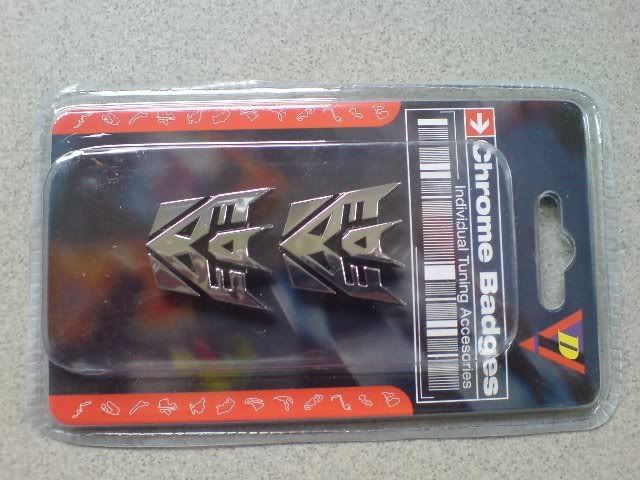 Chrome Badges
Individual Tuning Accesories
D